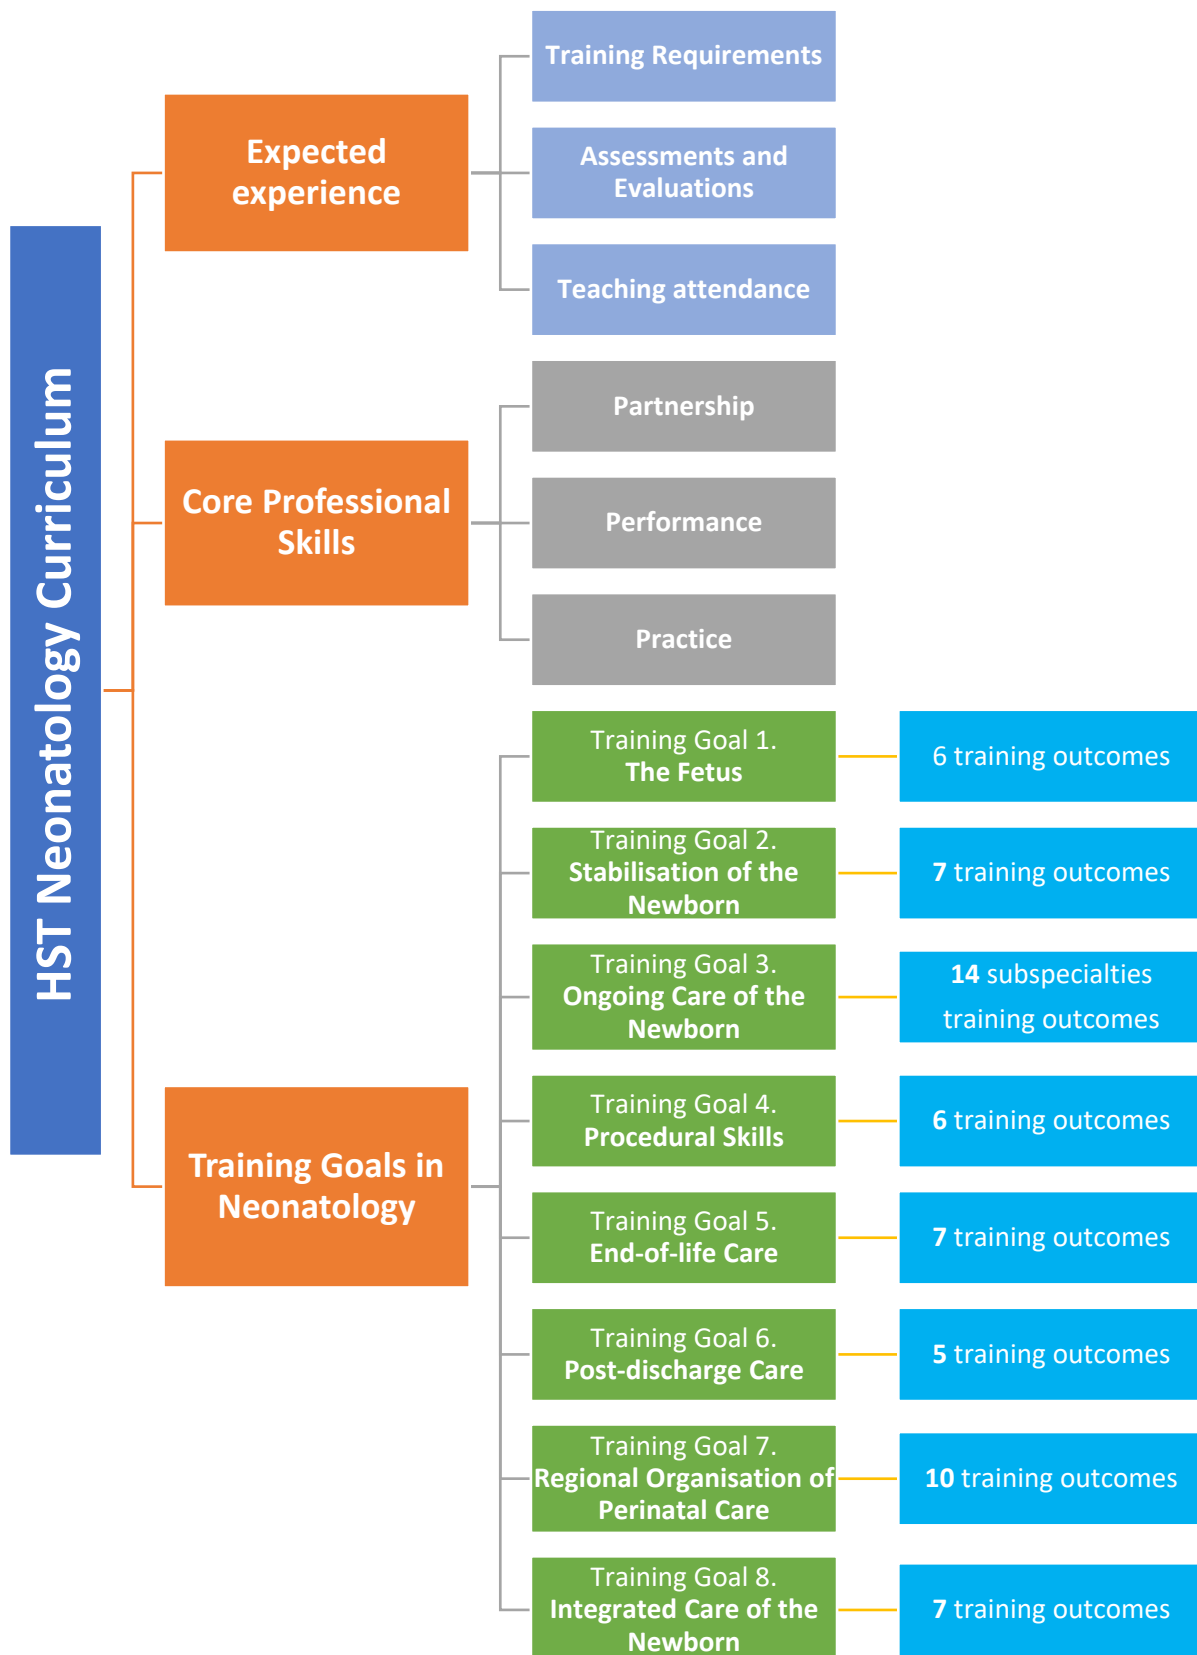 HST Neonatology Curriculum
Expected
experience
Training Requirements
Assessments and
Evaluations
Teaching attendance
Core Professional
Skills
Partnership
Performance
Practice
Training Goals in
Neonatology
Training Goal 1.
The Fetus
6 training outcomes
Training Goal 2.
Stabilisation of the
Newborn
7 training outcomes
Training Goal 3.
Ongoing Care of the
Newborn
14 subspecialties
training outcomes
Training Goal 4.
Procedural Skills
6 training outcomes
Training Goal 5.
End-of-life Care
7 training outcomes
Training Goal 6.
Post-discharge Care
5 training outcomes
Training Goal 7.
Regional Organisation of
Perinatal Care
10 training outcomes
Training Goal 8.
Integrated Care of the
Newborn
7 training outcomes